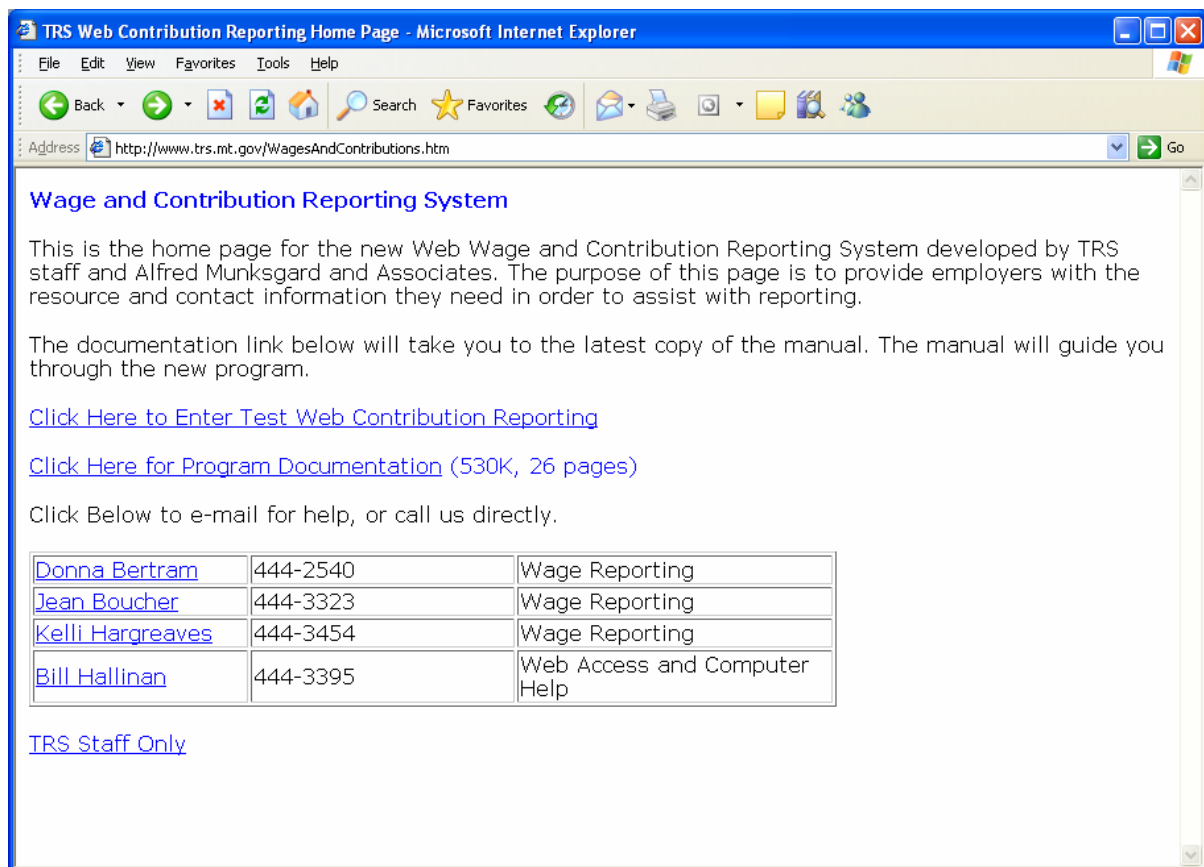 TRS Web Contribution Reporting Home Page - Microsoft Internet Explorer
File Edit View Favorites Tools Help
Back Search Favorites
Address http://www.trs.mt.gov/WagesAndContributions.htm Go
Wage and Contribution Reporting System
This is the home page for the new Web Wage and Contribution Reporting System developed by TRS
staff and Alfred Munksgard and Associates. The purpose of this page is to provide employers with the
resource and contact information they need in order to assist with reporting.
The documentation link below will take you to the latest copy of the manual. The manual will guide you
through the new program.
Click Here to Enter Test Web Contribution Reporting
Click Here for Program Documentation (530K, 26 pages)
Click Below to e-mail for help, or call us directly.
Donna Bertram 444-2540 Wage Reporting
Jean Boucher 444-3323 Wage Reporting
Kelli Hargreaves 444-3454 Wage Reporting
Bill Hallinan 444-3395 Web Access and Computer
Help
TRS Staff Only